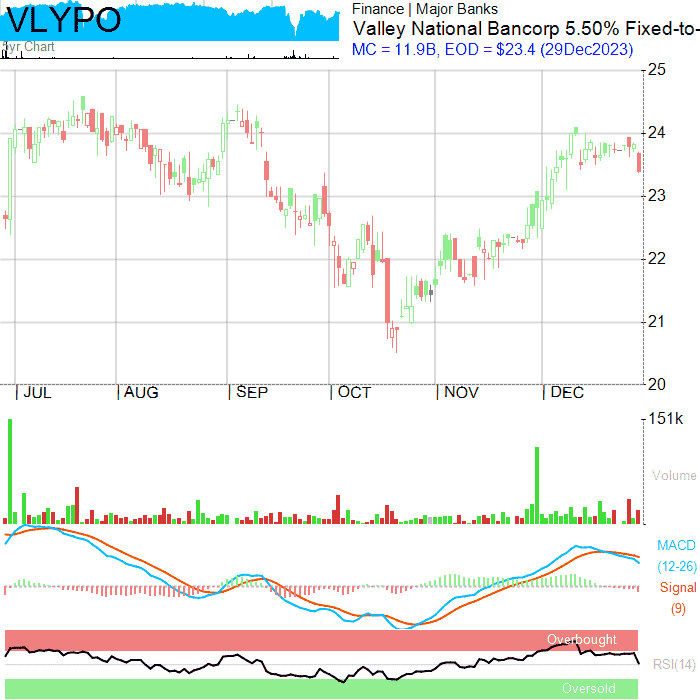 VLYPO
5yr Chart
Finance | Major Banks
Valley National Bancorp 5.50% Fixed-to-
MC = 11.9B, EOD = $23.4 (29Dec2023)
25
24
23
22
21
20
JUL AUG SEP OCT NOV DEC
151k
Volume
MACD
(12-26)
Signal
(9)
Overbought
RSI(14)
Oversold